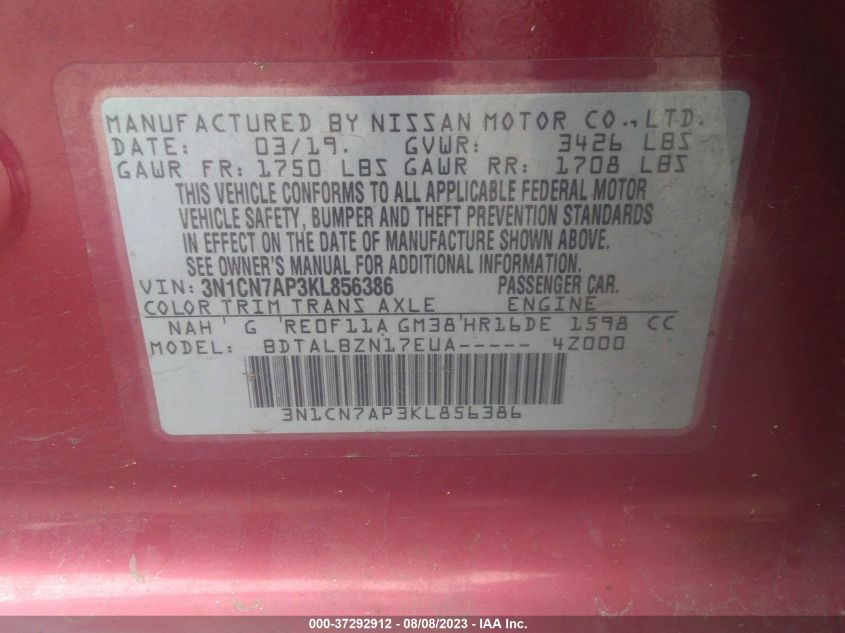 MANUFACTURED BY NISSAN MOTOR CO., LTD.
DATE: 03/19. GVWR: 3426 LBS
GAWR FR: 1750 LBS GAWR RR: 1708 LBS
THIS VEHICLE CONFORMS TO ALL APPLICABLE FEDERAL MOTOR
VEHICLE SAFETY, BUMPER AND THEFT PREVENTION STANDARDS
IN EFFECT ON THE DATE OF MANUFACTURE SHOWN ABOVE.
SEE OWNER'S MANUAL FOR ADDITIONAL INFORMATION.
VIN: 3N1CN7AP3KL856386 PASSENGER CAR.
COLOR TRIM TRANS AXLE ENGINE
NAH ' G 'RE0F11A GM38'HR16DE 1598 CC
MODEL: BDTALBZN17EUA----- 4Z000
3N1CN7AP3KL856386
000-37292912 - 08/08/2023 - IAA Inc.